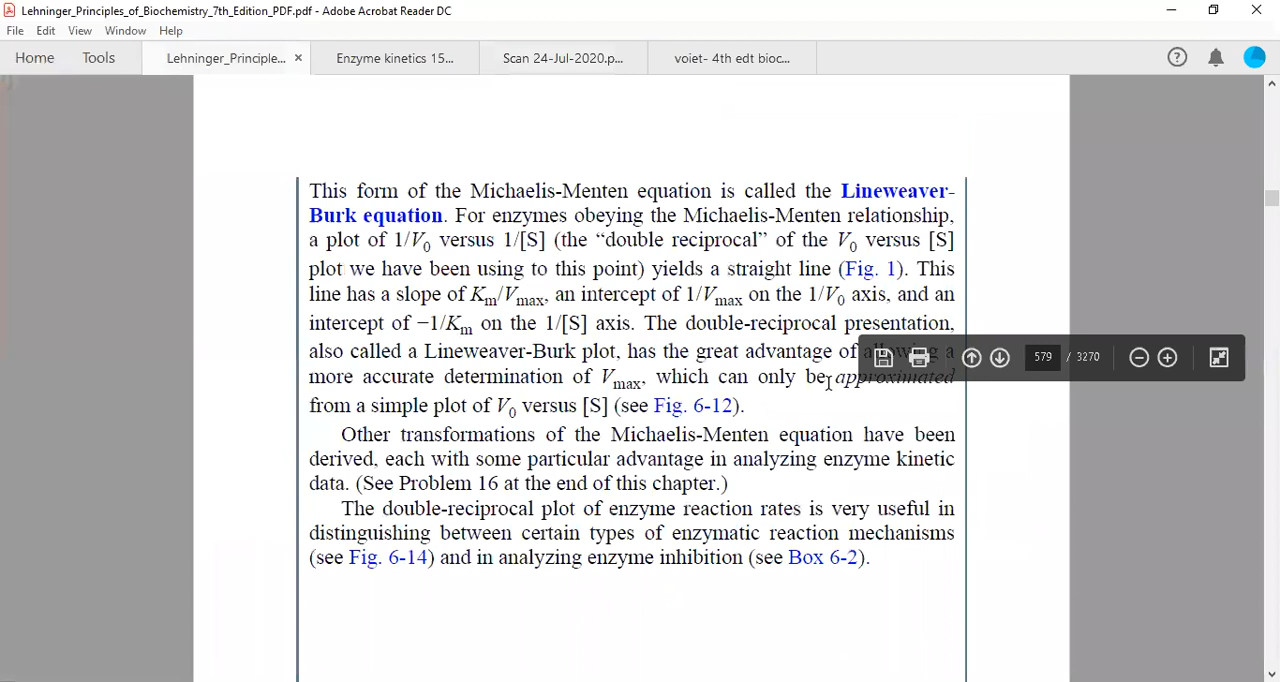 Lehninger_Principles_of_Biochemistry_7th_Edition_PDF.pdf - Adobe Acrobat Reader DC
File Edit View Window Help
Home Tools Lehninger_Principle... × Enzyme kinetics 15... Scan 24-Jul-2020.p... voiet- 4th edt bioc...
This form of the Michaelis-Menten equation is called the Lineweaver-
Burk equation. For enzymes obeying the Michaelis-Menten relationship,
a plot of 1/V₀ versus 1/[S] (the “double reciprocal” of the V₀ versus [S]
plot we have been using to this point) yields a straight line (Fig. 1). This
line has a slope of Km/Vmax, an intercept of 1/Vmax on the 1/V₀ axis, and an
intercept of −1/Km on the 1/[S] axis. The double-reciprocal presentation,
also called a Lineweaver-Burk plot, has the great advantage of allowing a
more accurate determination of Vmax, which can only be approximated
from a simple plot of V₀ versus [S] (see Fig. 6-12).
579 / 3270
Other transformations of the Michaelis-Menten equation have been
derived, each with some particular advantage in analyzing enzyme kinetic
data. (See Problem 16 at the end of this chapter.)
The double-reciprocal plot of enzyme reaction rates is very useful in
distinguishing between certain types of enzymatic reaction mechanisms
(see Fig. 6-14) and in analyzing enzyme inhibition (see Box 6-2).